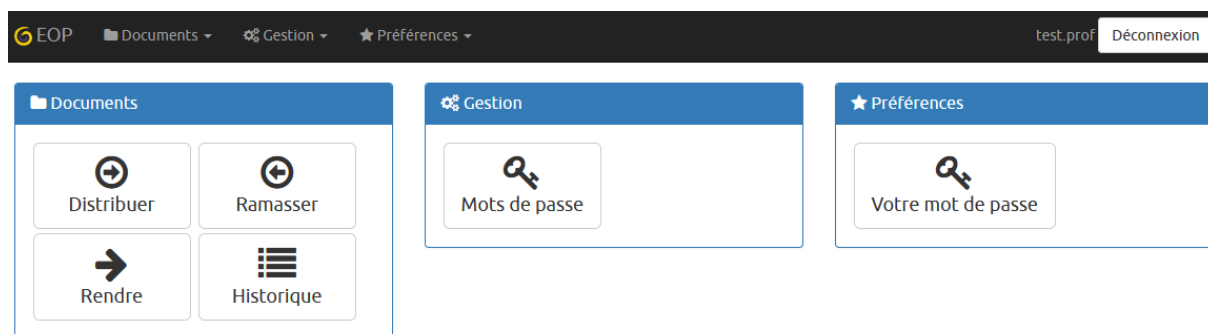 EOP Documents Gestion Préférences test.prof Déconnexion
Documents
Distribuer Ramasser
Rendre Historique
Gestion
Mots de passe
Préférences
Votre mot de passe